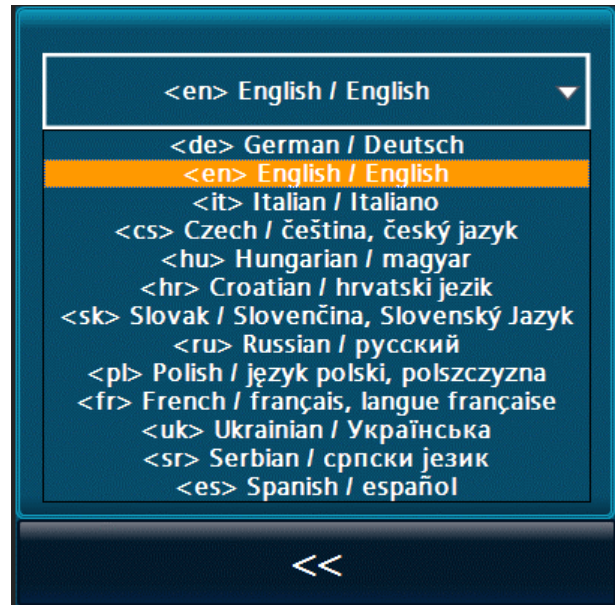 <en> English / English
<de> German / Deutsch
<en> English / English
<it> Italian / Italiano
<cs> Czech / čeština, český jazyk
<hu> Hungarian / magyar
<hr> Croatian / hrvatski jezik
<sk> Slovak / Slovenčina, Slovenský Jazyk
<ru> Russian / русский
<pl> Polish / język polski, polszczyzna
<fr> French / français, langue française
<uk> Ukrainian / Українська
<sr> Serbian / српски језик
<es> Spanish / español
<<